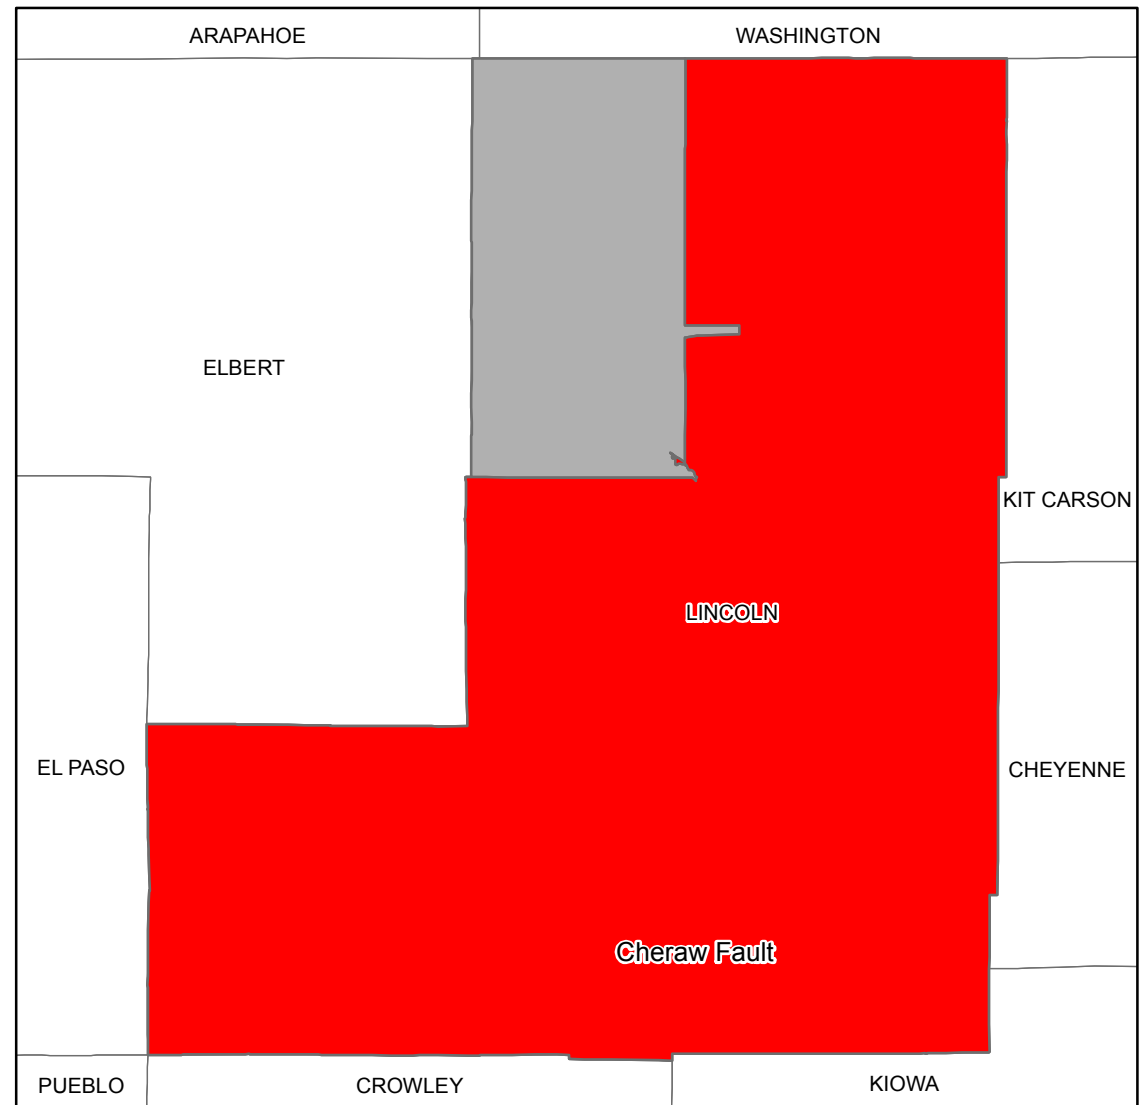 ARAPAHOE
WASHINGTON
ELBERT
KIT CARSON
LINCOLN
EL PASO
CHEYENNE
Cheraw Fault
PUEBLO
CROWLEY
KIOWA